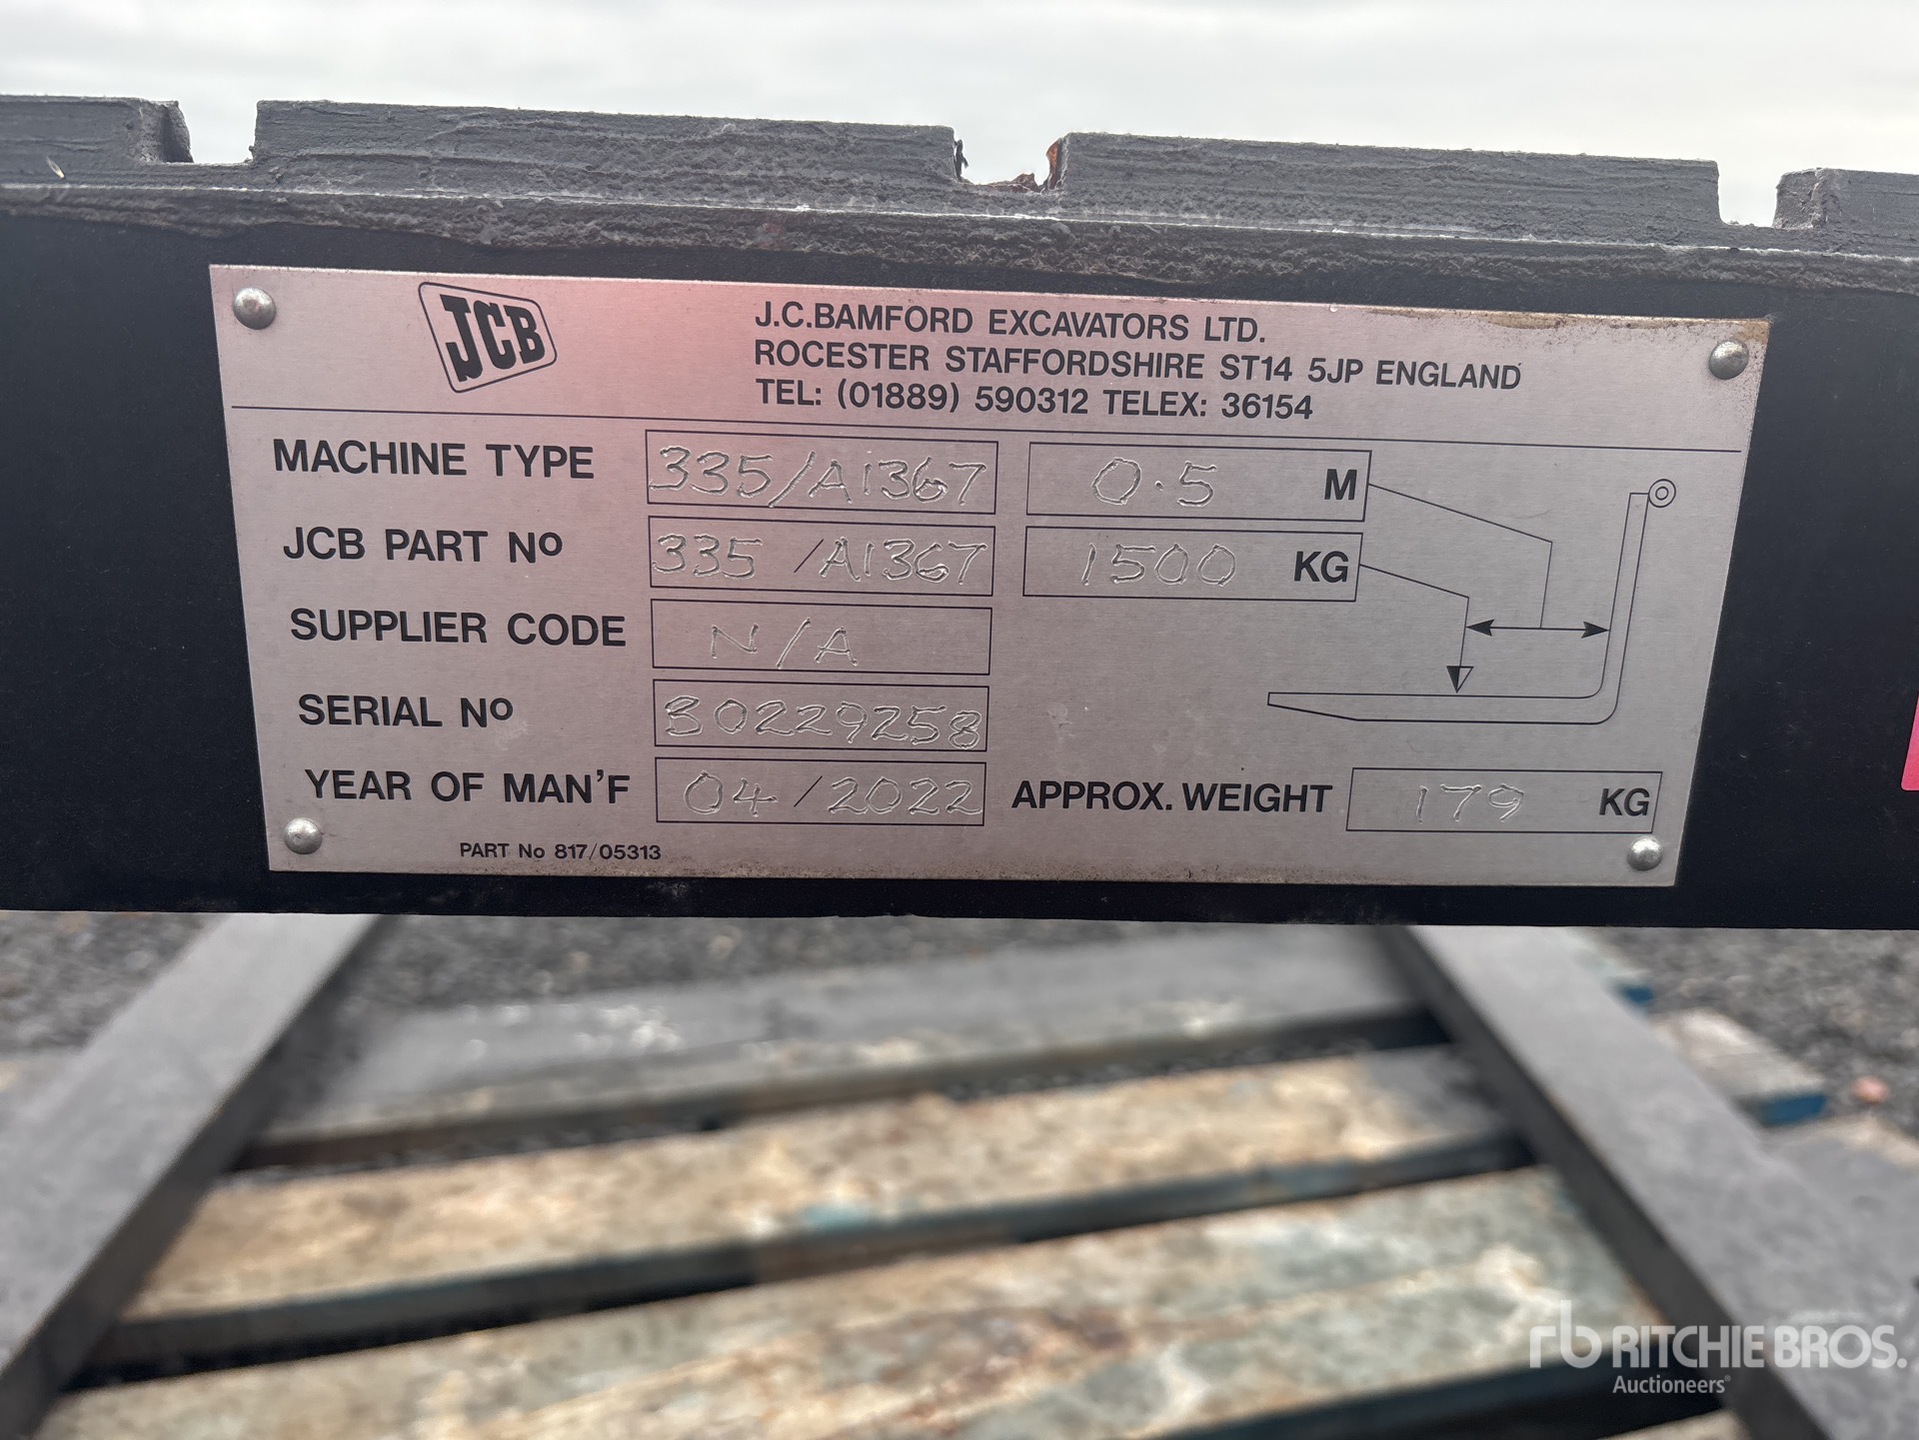 JCB
J.C.BAMFORD EXCAVATORS LTD.
ROCESTER STAFFORDSHIRE ST14 5JP ENGLAND
TEL: (01889) 590312 TELEX: 36154
MACHINE TYPE 335/A1367 0.5 M
JCB PART No 335/A1367 1500 KG
SUPPLIER CODE N/A
SERIAL No 30229258
YEAR OF MAN'F 04/2022 APPROX. WEIGHT 179 KG
PART No 817/05313
rb RITCHIE BROS.
Auctioneers